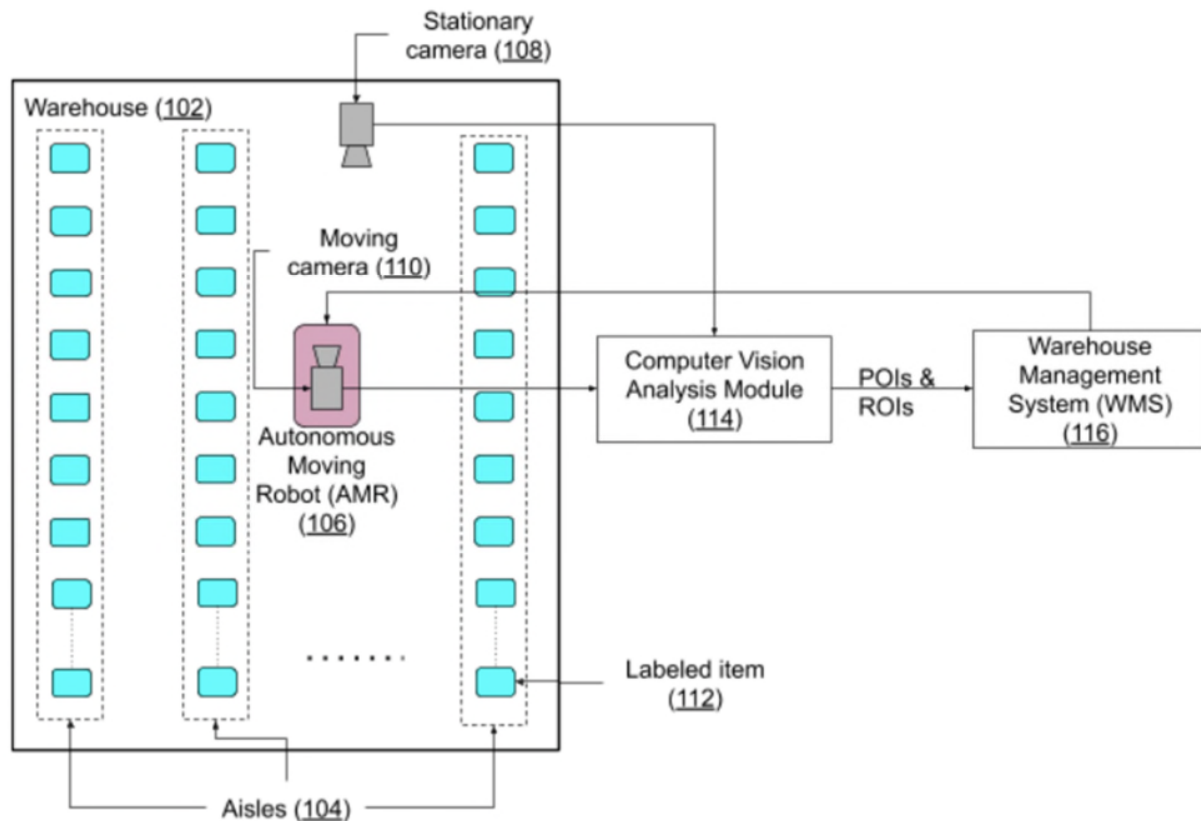 Stationary
camera (108)
Warehouse (102)
Moving
camera (110)
Autonomous
Moving
Robot (AMR)
(106)
Computer Vision
Analysis Module
(114)
POIs &
ROIs
Warehouse
Management
System (WMS)
(116)
Labeled item
(112)
Aisles (104)